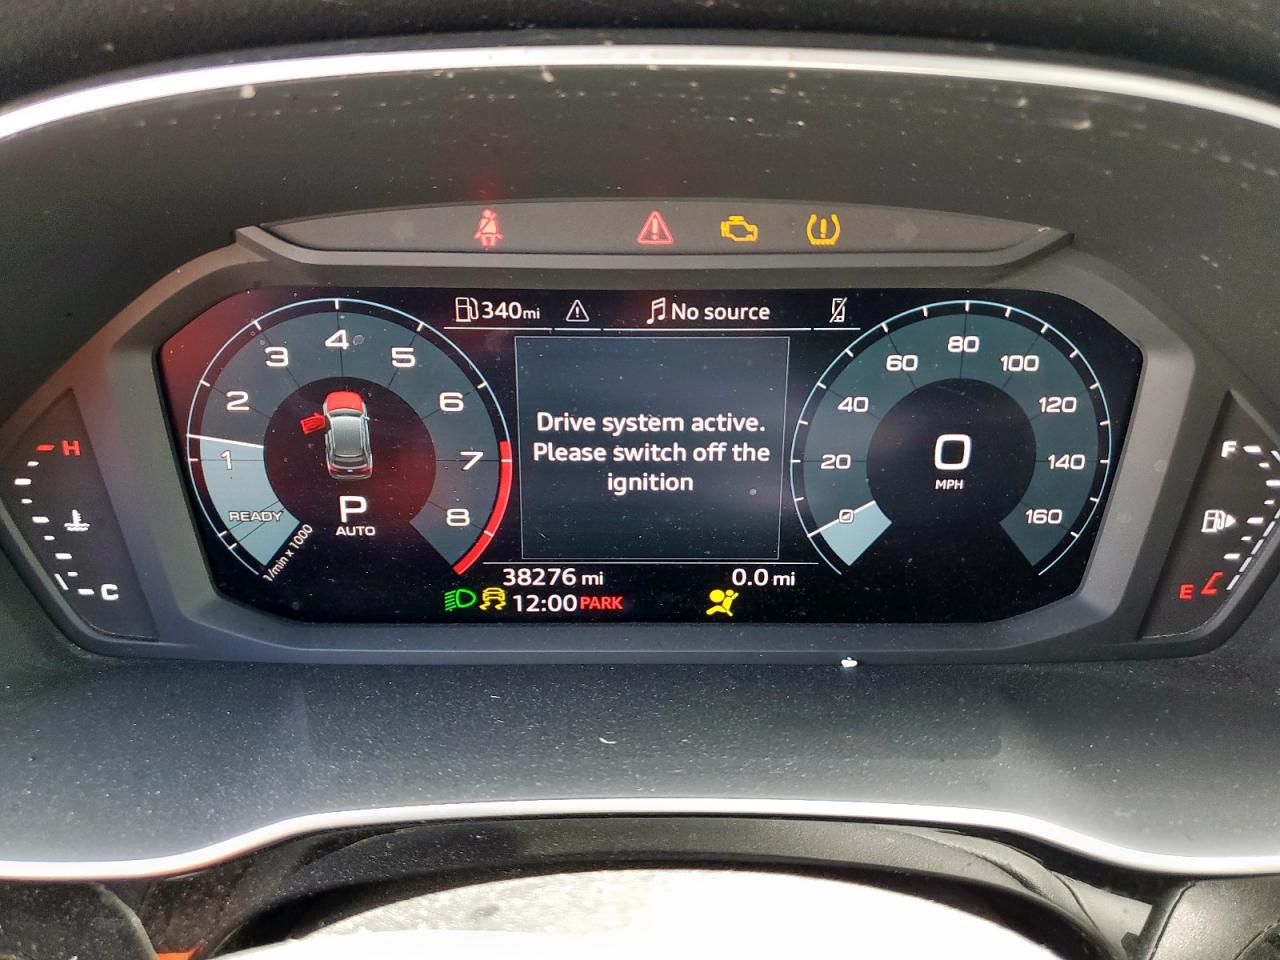 340mi
No source
1
2
3
4
5
6
7
8
READY
1/min x 1000
P
AUTO
Drive system active.
Please switch off the
ignition
0
20
40
60
80
100
120
140
160
0
MPH
H
C
F
E
38276 mi
0.0 mi
12:00 PARK